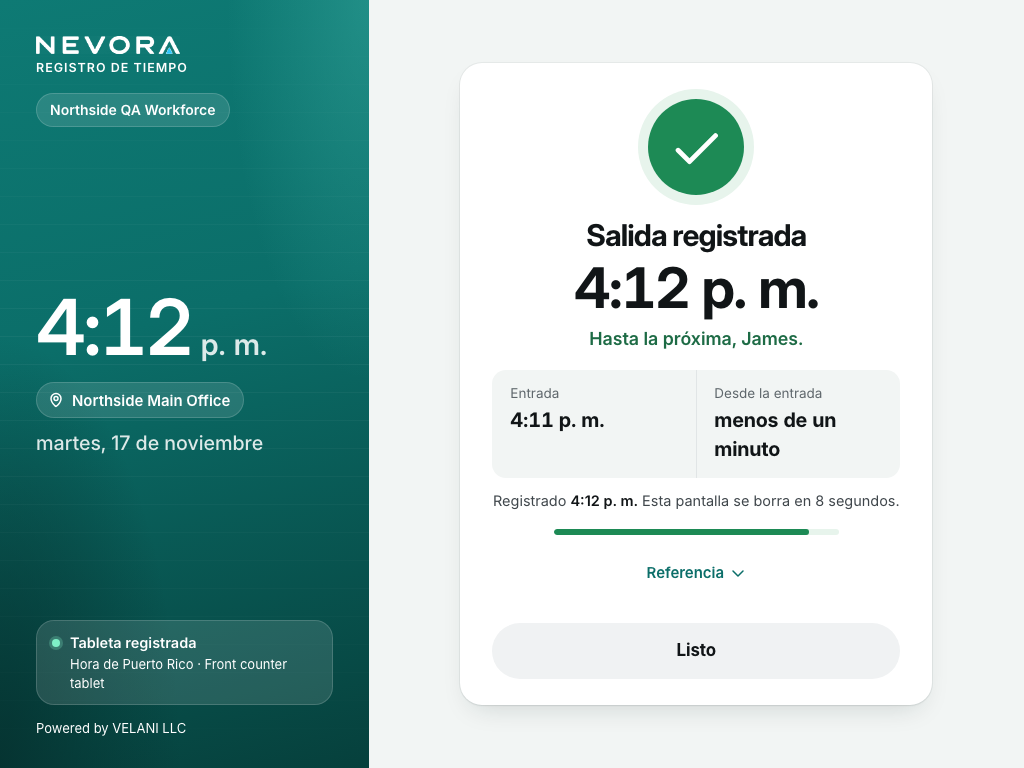 NEVORA
REGISTRO DE TIEMPO
Northside QA Workforce
4:12 p. m.
Northside Main Office
martes, 17 de noviembre
Tableta registrada
Hora de Puerto Rico · Front counter
tablet
Powered by VELANI LLC
Salida registrada
4:12 p. m.
Hasta la próxima, James.
Entrada
4:11 p. m.
Desde la entrada
menos de un
minuto
Registrado 4:12 p. m. Esta pantalla se borra en 8 segundos.
Referencia
Listo